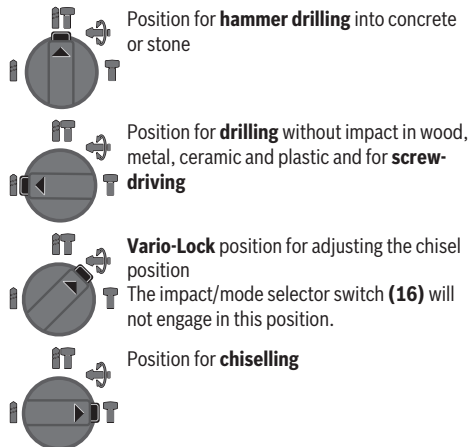 Position for hammer drilling into concrete
or stone
Position for drilling without impact in wood,
metal, ceramic and plastic and for screw-
driving
Vario-Lock position for adjusting the chisel
position
The impact/mode selector switch (16) will
not engage in this position.
Position for chiselling